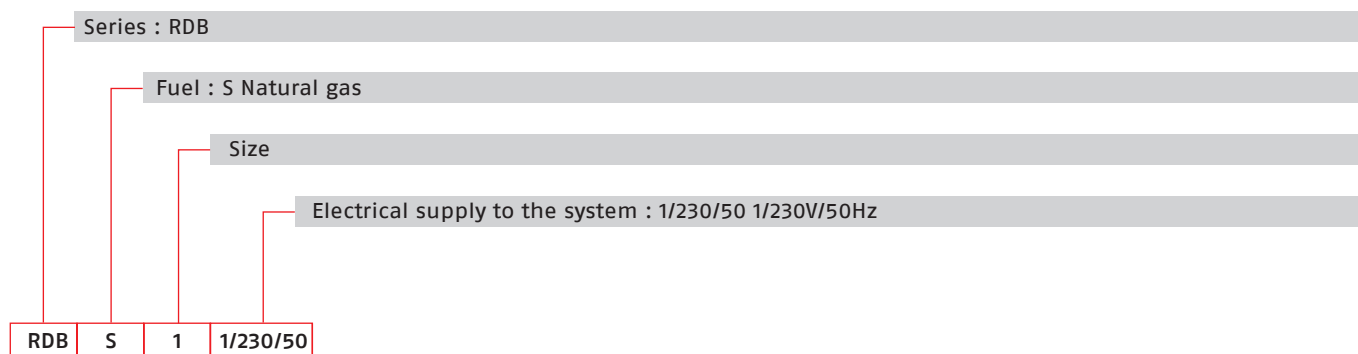 Series : RDB
Fuel : S Natural gas
Size
Electrical supply to the system : 1/230/50 1/230V/50Hz
RDB S 1 1/230/50